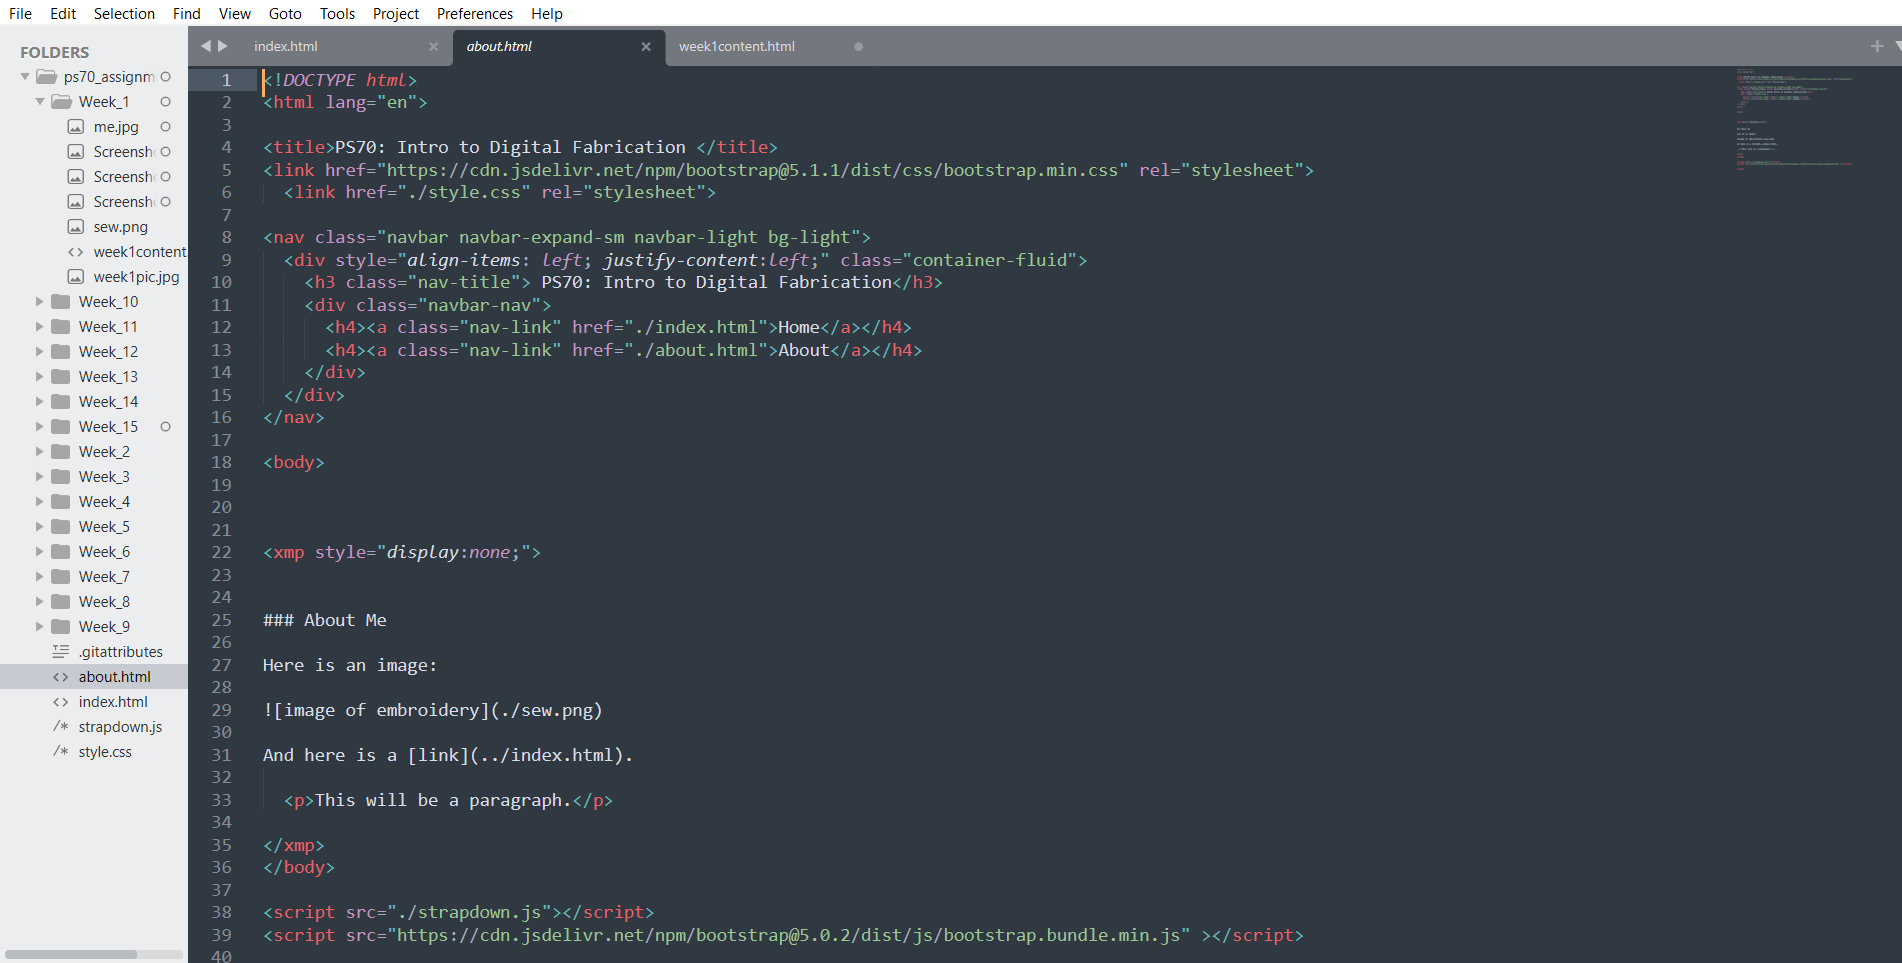 File Edit Selection Find View Goto Tools Project Preferences Help
FOLDERS
ps70_assignm
Week_1
me.jpg
Screensh
Screensh
Screensh
sew.png
week1content
week1pic.jpg
Week_10
Week_11
Week_12
Week_13
Week_14
Week_15
Week_2
Week_3
Week_4
Week_5
Week_6
Week_7
Week_8
Week_9
.gitattributes
about.html
index.html
strapdown.js
style.css
index.html about.html week1content.html
1 <!DOCTYPE html>
2 <html lang="en">
3
4 <title>PS70: Intro to Digital Fabrication </title>
5 <link href="https://cdn.jsdelivr.net/npm/bootstrap@5.1.1/dist/css/bootstrap.min.css" rel="stylesheet">
6 <link href="./style.css" rel="stylesheet">
7
8 <nav class="navbar navbar-expand-sm navbar-light bg-light">
9 <div style="align-items: left; justify-content:left;" class="container-fluid">
10 <h3 class="nav-title"> PS70: Intro to Digital Fabrication</h3>
11 <div class="navbar-nav">
12 <h4><a class="nav-link" href="./index.html">Home</a></h4>
13 <h4><a class="nav-link" href="./about.html">About</a></h4>
14 </div>
15 </div>
16 </nav>
17
18 <body>
19
20
21
22 <xmp style="display:none;">
23
24
25 ### About Me
26
27 Here is an image:
28
29 ![image of embroidery](./sew.png)
30
31 And here is a [link](../index.html).
32
33 <p>This will be a paragraph.</p>
34
35 </xmp>
36 </body>
37
38 <script src="./strapdown.js"></script>
39 <script src="https://cdn.jsdelivr.net/npm/bootstrap@5.0.2/dist/js/bootstrap.bundle.min.js" ></script>
40